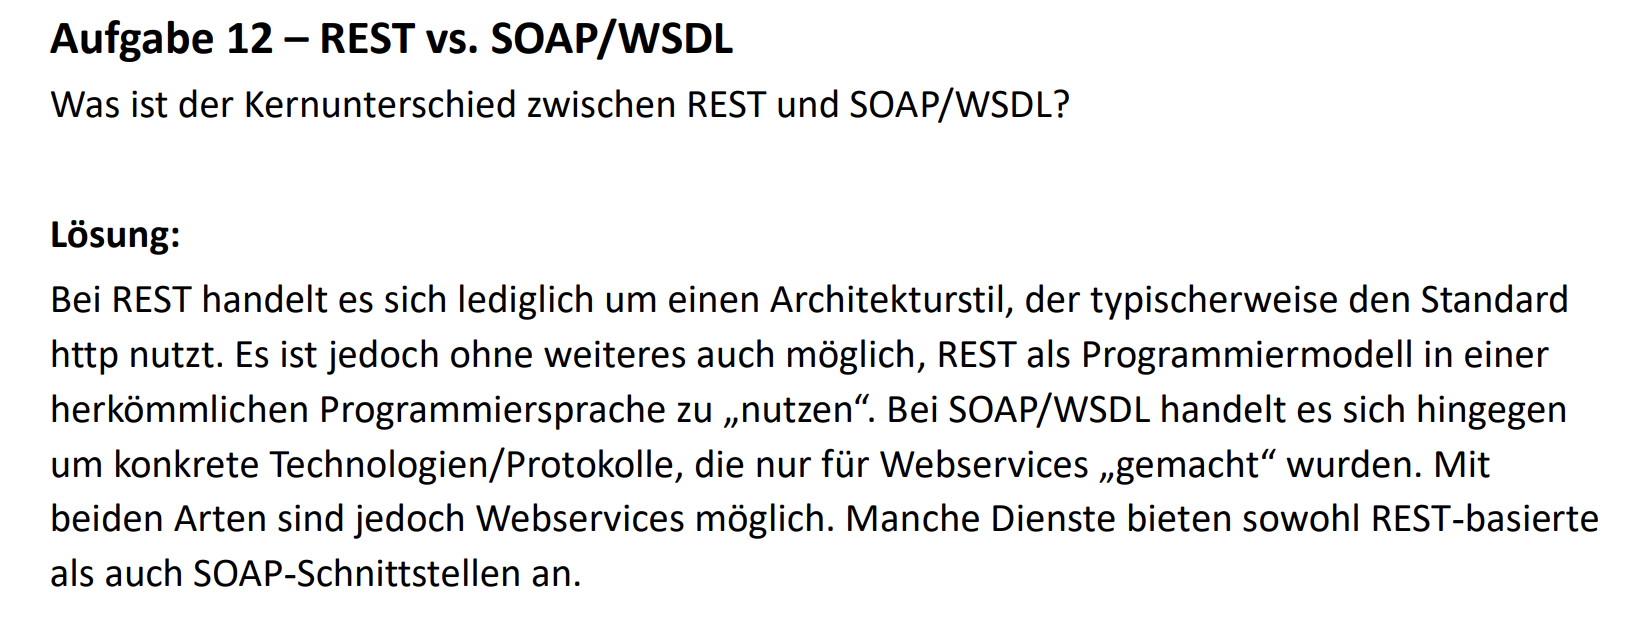 Aufgabe 12 – REST vs. SOAP/WSDL
Was ist der Kernunterschied zwischen REST und SOAP/WSDL?
Lösung:
Bei REST handelt es sich lediglich um einen Architekturstil, der typischerweise den Standard
http nutzt. Es ist jedoch ohne weiteres auch möglich, REST als Programmiermodell in einer
herkömmlichen Programmiersprache zu „nutzen“. Bei SOAP/WSDL handelt es sich hingegen
um konkrete Technologien/Protokolle, die nur für Webservices „gemacht“ wurden. Mit
beiden Arten sind jedoch Webservices möglich. Manche Dienste bieten sowohl REST-basierte
als auch SOAP-Schnittstellen an.